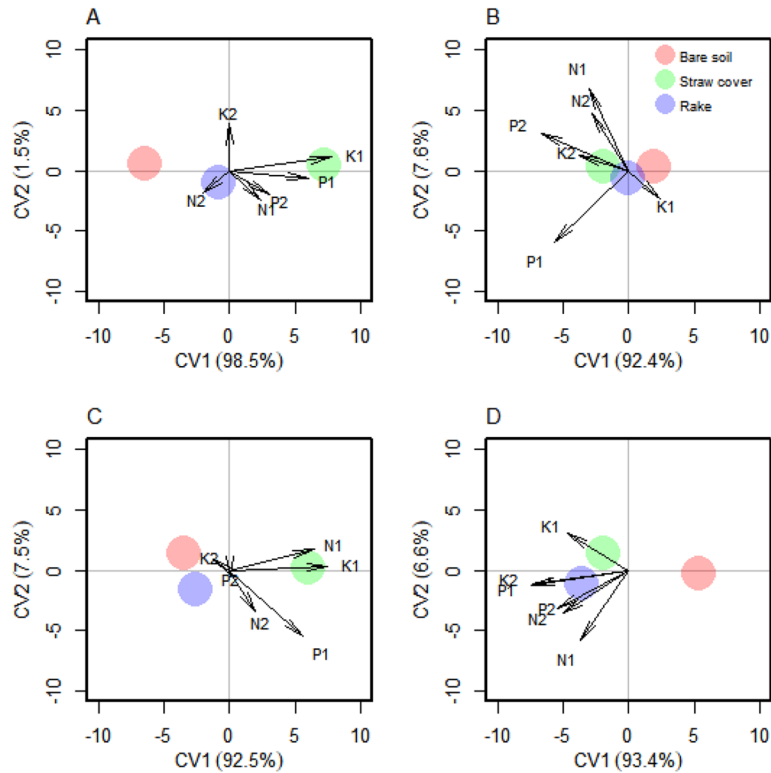 A
10
5
0
-5
-10
CV2 (1.5%)
K2
K1
P1
P2
N1
N2
-10 -5 0 5 10
CV1 (98.5%)
B
10
5
0
-5
-10
CV2 (7.6%)
Bare soil
Straw cover
Rake
N1
N2
P2
K2
K1
P1
-10 -5 0 5 10
CV1 (92.4%)
C
10
5
0
-5
-10
CV2 (7.5%)
N1
K2
K1
P2
N2
P1
-10 -5 0 5 10
CV1 (92.5%)
D
10
5
0
-5
-10
CV2 (6.6%)
K1
K2
P1
P2
N2
N1
-10 -5 0 5 10
CV1 (93.4%)